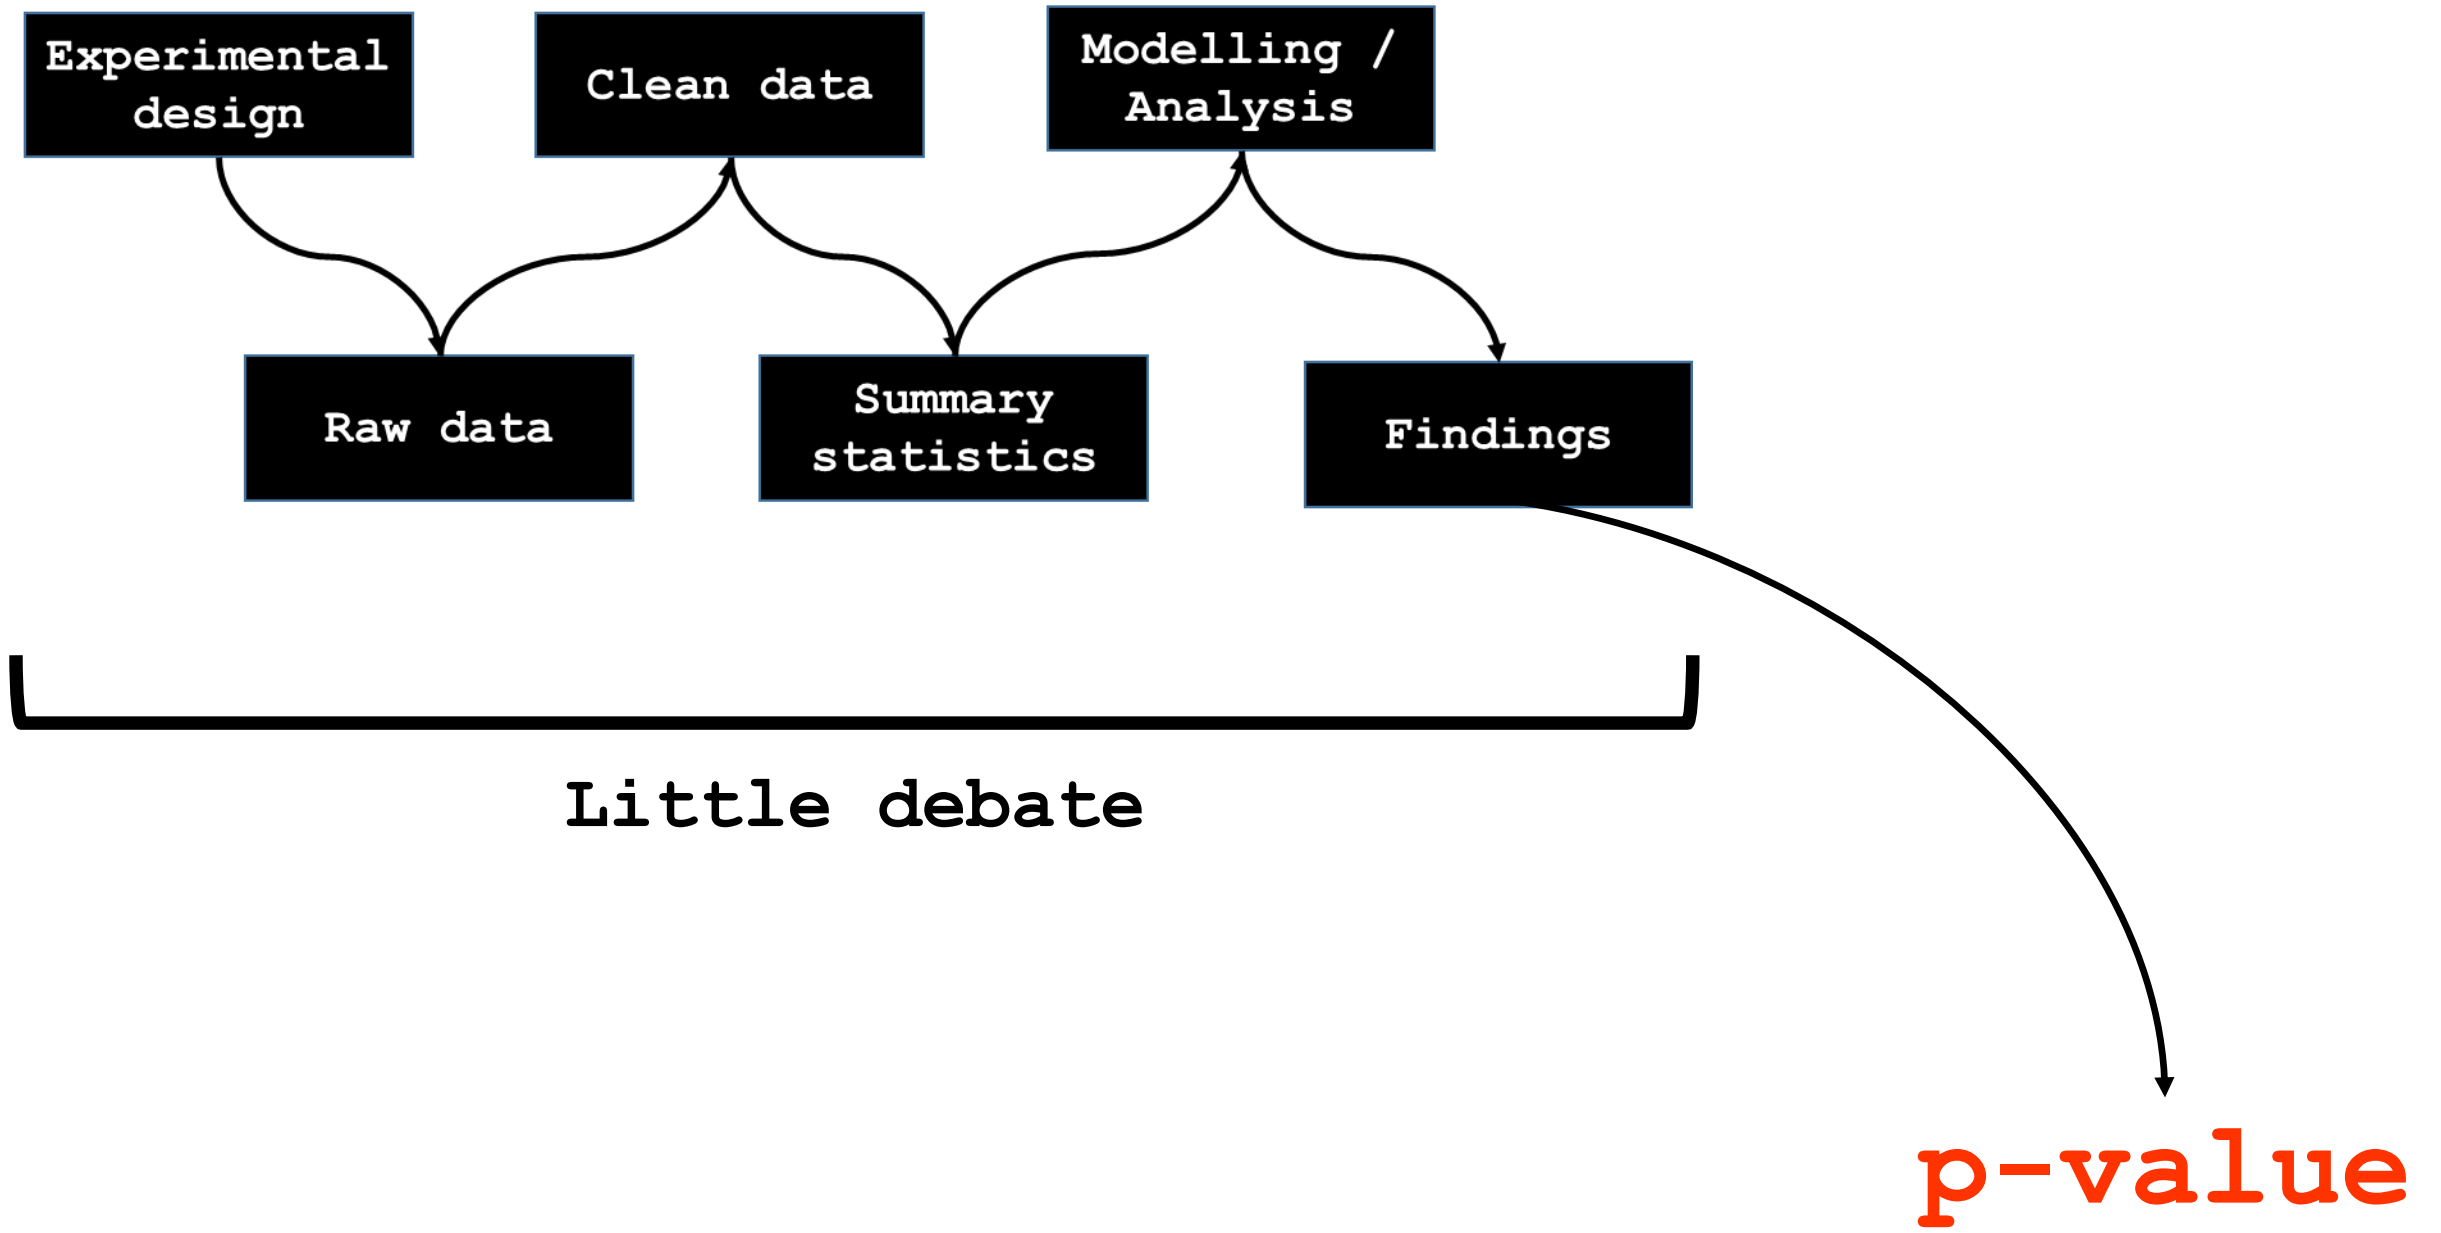 Experimental
design
Clean data
Modelling /
Analysis
Raw data
Summary
statistics
Findings
Little debate
p-value